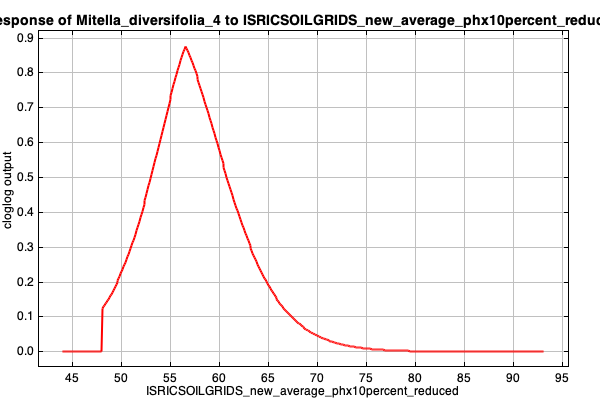 esponse of Mitella_diversifolia_4 to ISRICSOILGRIDS_new_average_phx10percent_redu
0.9
0.8
0.7
0.6
0.5
0.4
0.3
0.2
0.1
0.0
cloglog output
45 50 55 60 65 70 75 80 85 90 95
ISRICSOILGRIDS_new_average_phx10percent_reduced